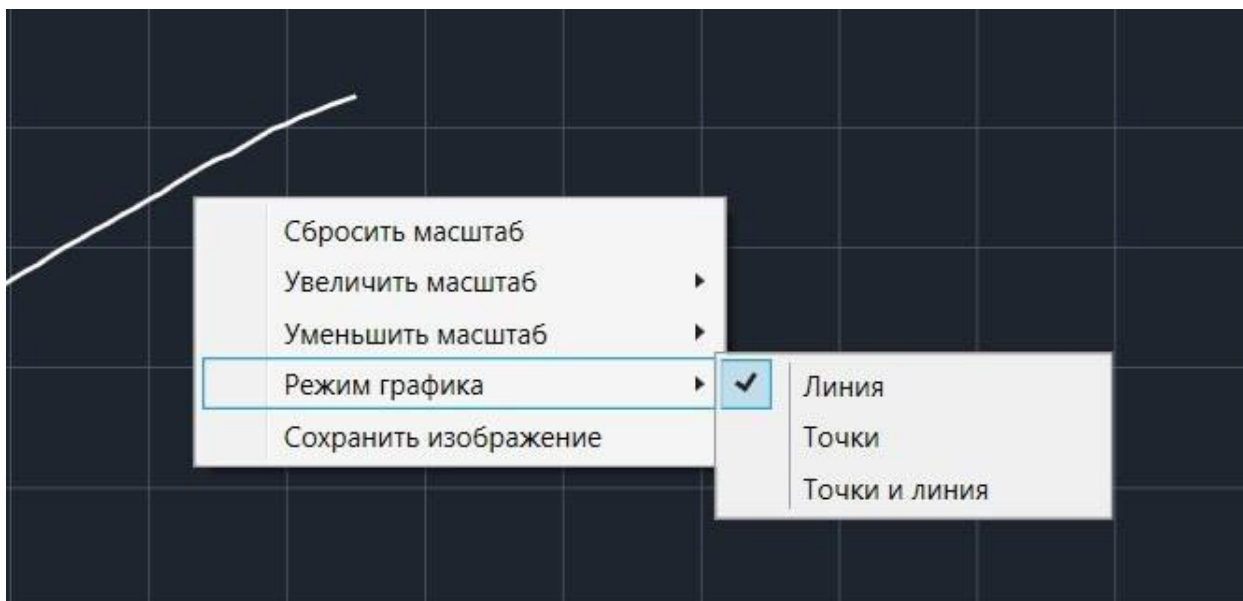 Сбросить масштаб
Увеличить масштаб
Уменьшить масштаб
Режим графика
Сохранить изображение
Линия
Точки
Точки и линия